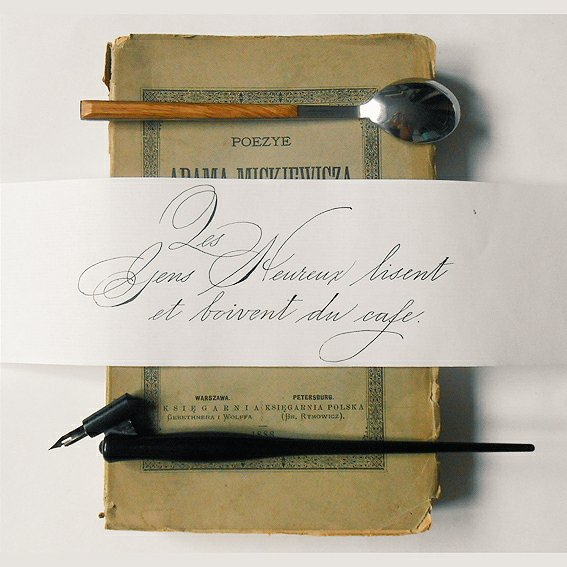 POEZYE
ADAMA MICKIEWICZA
Les
Gens Heureux lisent
et boivent du cafe.
WARSZAWA. PETERSBURG.
KSIĘGARNIA KSIĘGARNIA POLSKA
GEBETHNERA I WOLFFA (BR. RYMOWICZ).